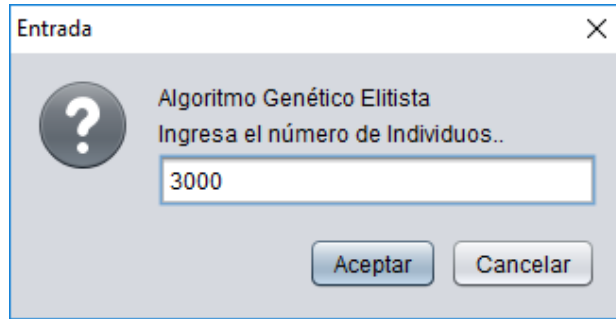 Entrada
Algoritmo Genético Elitista
Ingresa el número de Individuos..
3000
Aceptar Cancelar